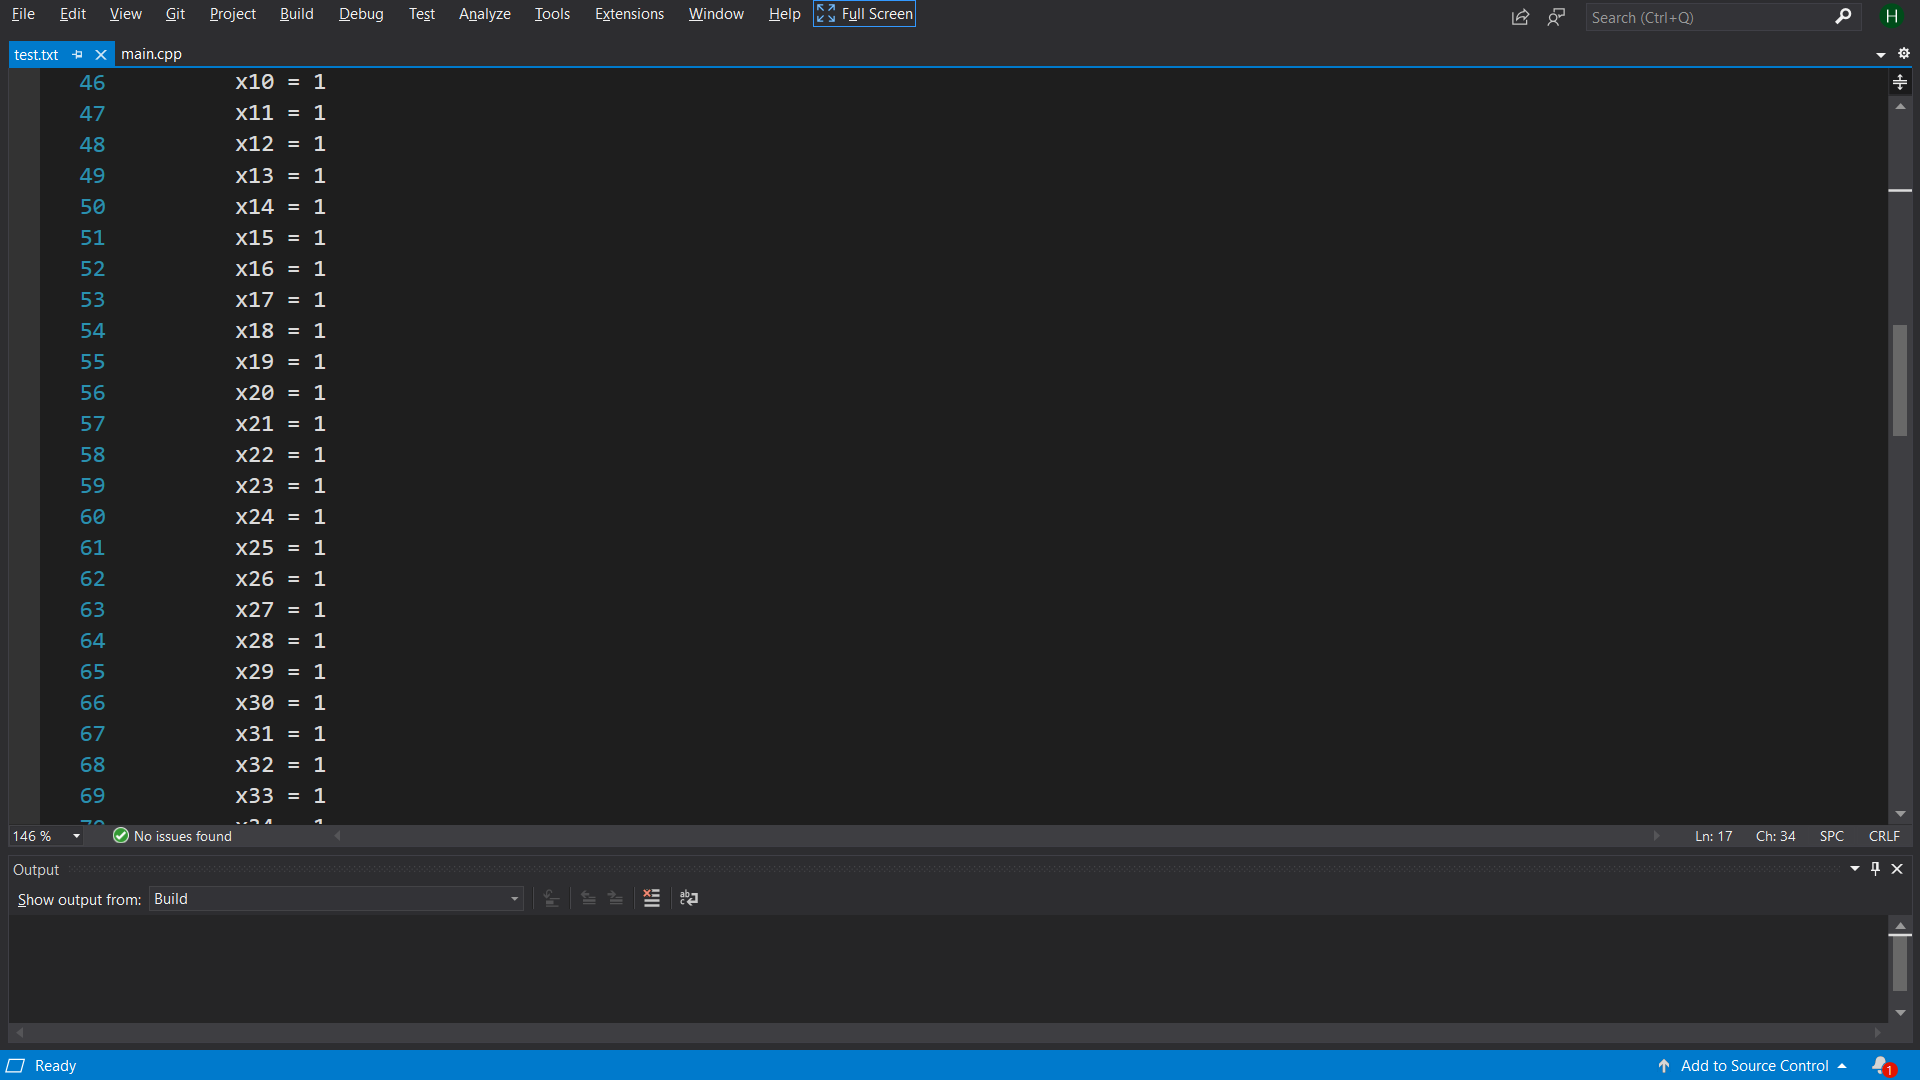 File Edit View Git Project Build Debug Test Analyze Tools Extensions Window Help Full Screen Search (Ctrl+Q) H
test.txt main.cpp
46 x10 = 1
47 x11 = 1
48 x12 = 1
49 x13 = 1
50 x14 = 1
51 x15 = 1
52 x16 = 1
53 x17 = 1
54 x18 = 1
55 x19 = 1
56 x20 = 1
57 x21 = 1
58 x22 = 1
59 x23 = 1
60 x24 = 1
61 x25 = 1
62 x26 = 1
63 x27 = 1
64 x28 = 1
65 x29 = 1
66 x30 = 1
67 x31 = 1
68 x32 = 1
69 x33 = 1
70 x34 = 1
146 % No issues found Ln: 17 Ch: 34 SPC CRLF
Output
Show output from: Build
Ready Add to Source Control 1